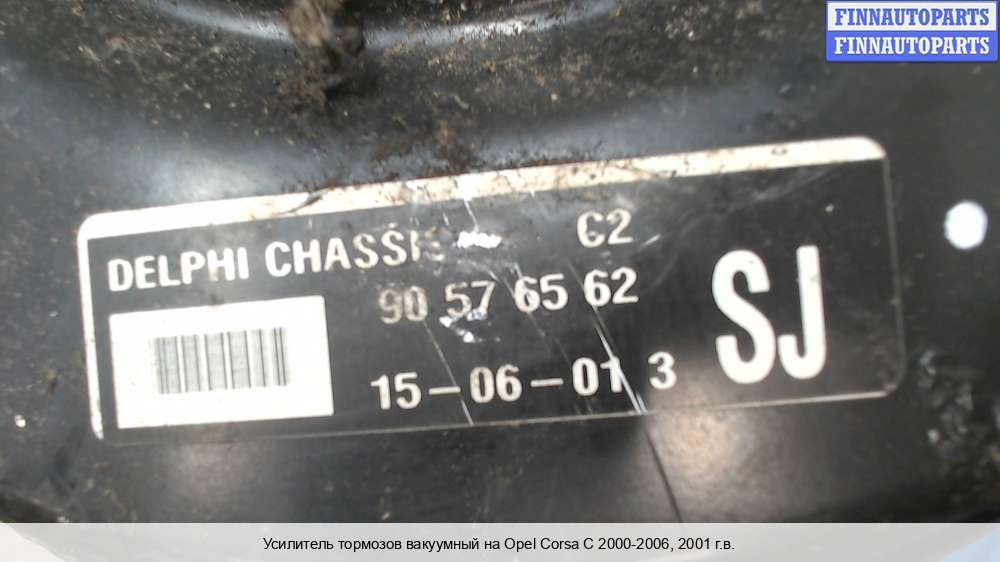 FINNAUTOPARTS
FINNAUTOPARTS
DELPHI CHASSIS C2
90 57 65 62
SJ
15-06-01 3
Усилитель тормозов вакуумный на Opel Corsa C 2000-2006, 2001 г.в.